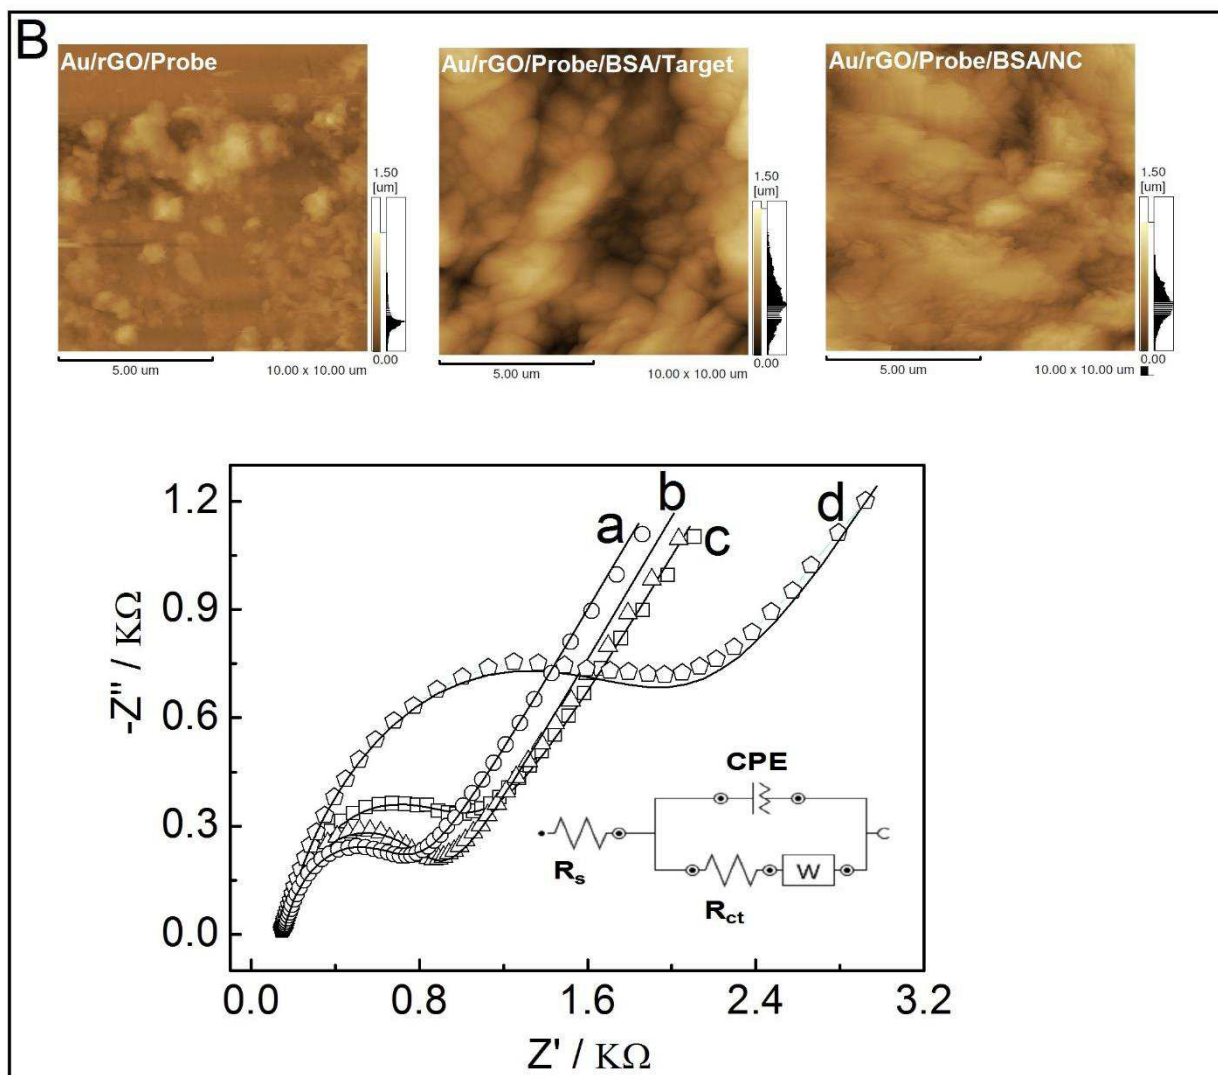 B
Au/rGO/Probe
1.50
[um]
0.00
5.00 um
10.00 x 10.00 um
Au/rGO/Probe/BSA/Target
1.50
[um]
0.00
5.00 um
10.00 x 10.00 um
Au/rGO/Probe/BSA/NC
1.50
[um]
0.00
5.00 um
10.00 x 10.00 um
-Z'' / KΩ
1.2
0.9
0.6
0.3
0.0
a
b
c
d
CPE
Rs
Rct
W
0.0
0.8
1.6
2.4
3.2
Z' / KΩ